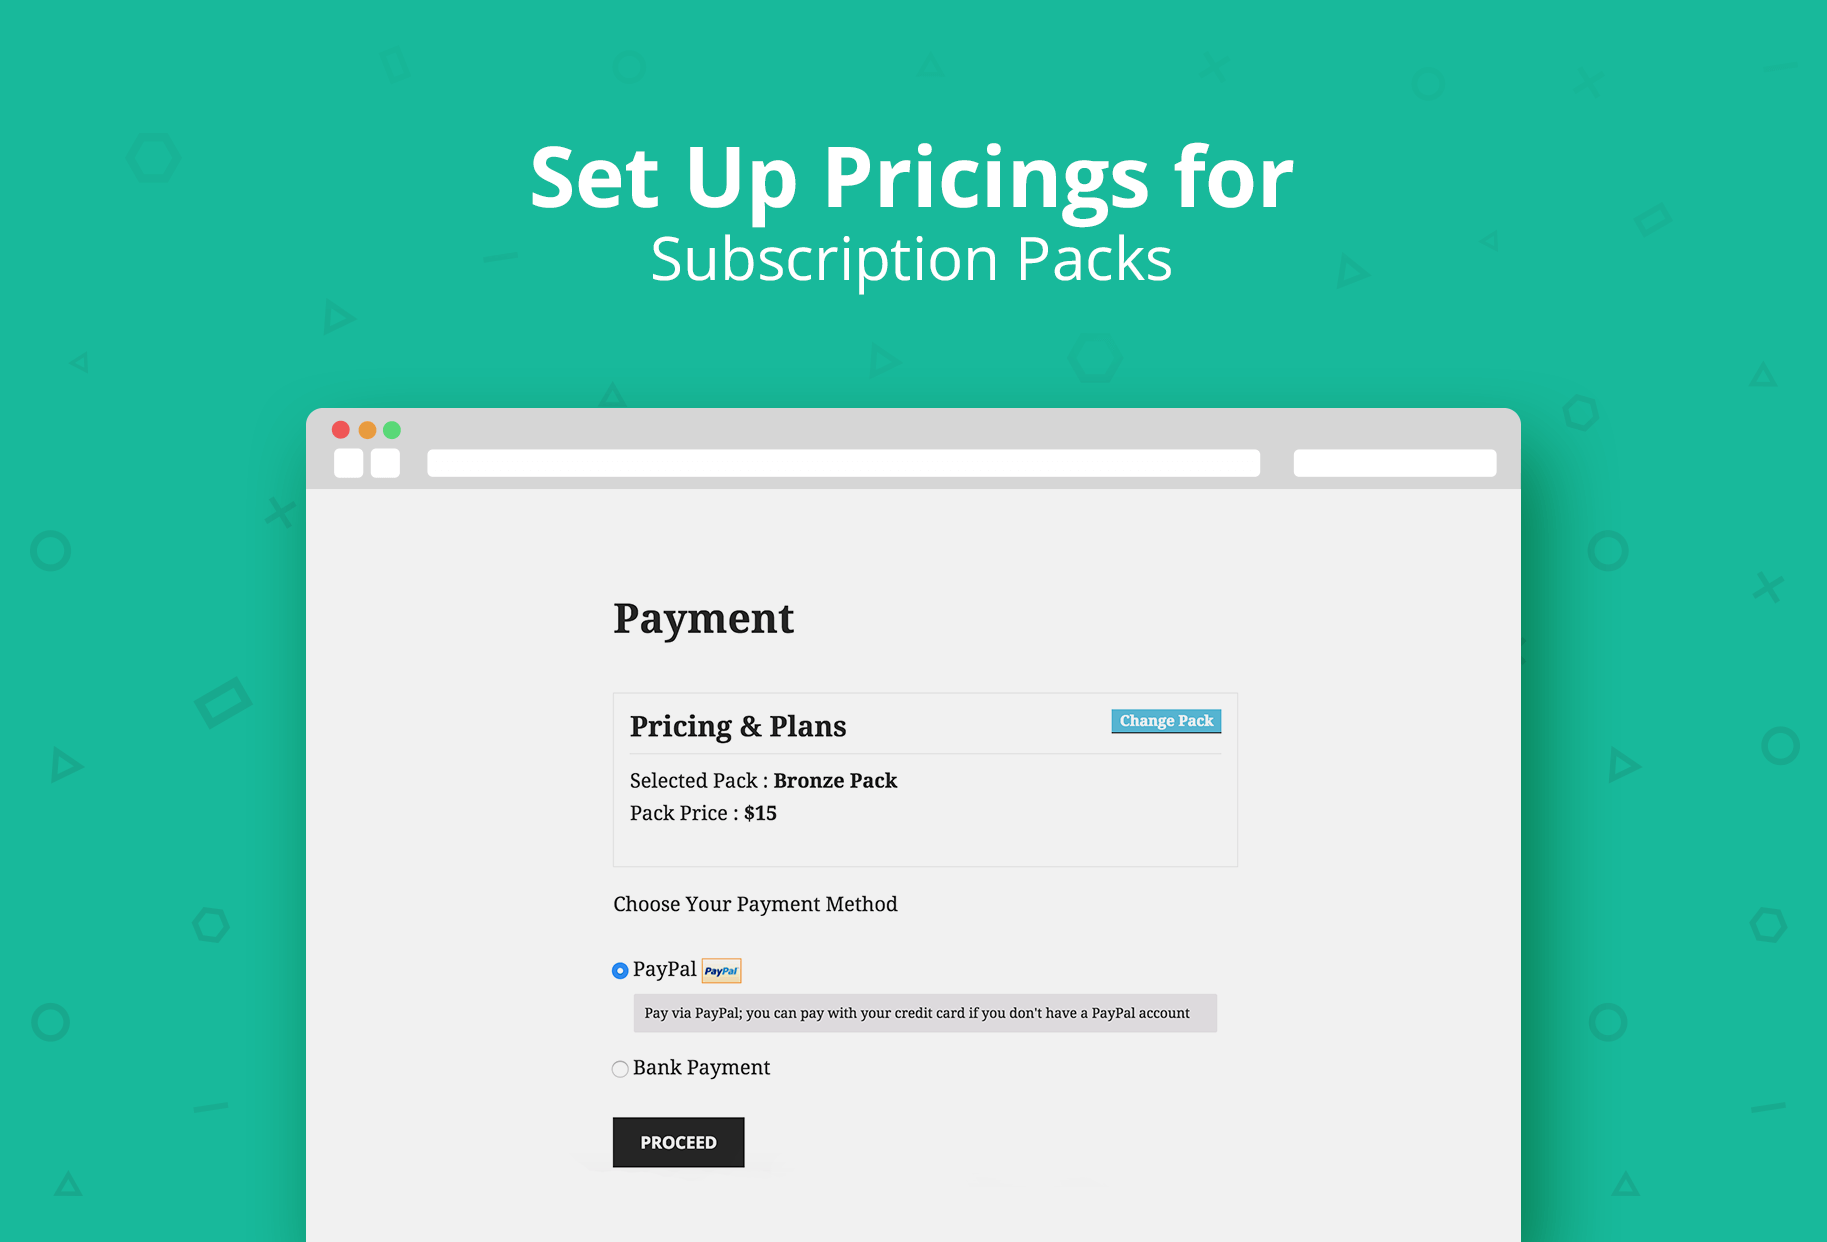 Set Up Pricings for
Subscription Packs
Payment
Pricing & Plans
Change Pack
Selected Pack : Bronze Pack
Pack Price : $15
Choose Your Payment Method
PayPal PayPal
Pay via PayPal; you can pay with your credit card if you don't have a PayPal account
Bank Payment
PROCEED